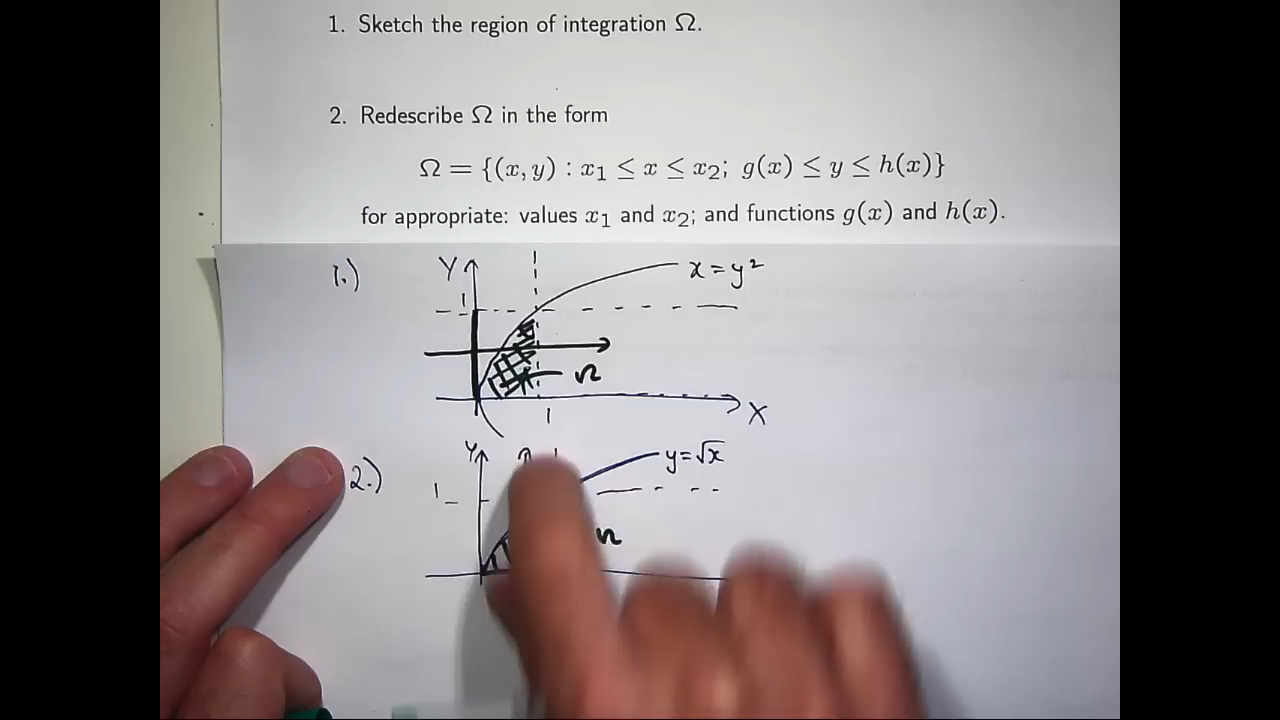 1. Sketch the region of integration Ω.
2. Redescribe Ω in the form
Ω = {(x, y) : x₁ ≤ x ≤ x₂; g(x) ≤ y ≤ h(x)}
for appropriate: values x₁ and x₂; and functions g(x) and h(x).
1.)
Y
x = y²
1
Ω
X
1
2.)
Y
y = √x
1
Ω